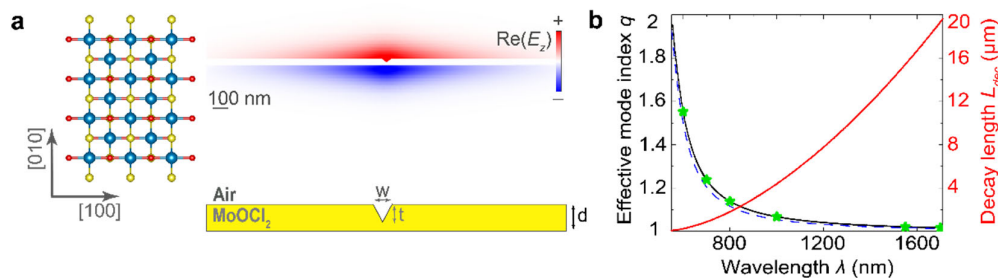 a
[010]
[100]
Re(E_z)
+
−
100 nm
Air
MoOCl₂
w
t
d
b
Effective mode index q
2
1.8
1.6
1.4
1.2
1
800
1200
1600
Wavelength λ (nm)
20
16
12
8
4
Decay length L_dec (μm)